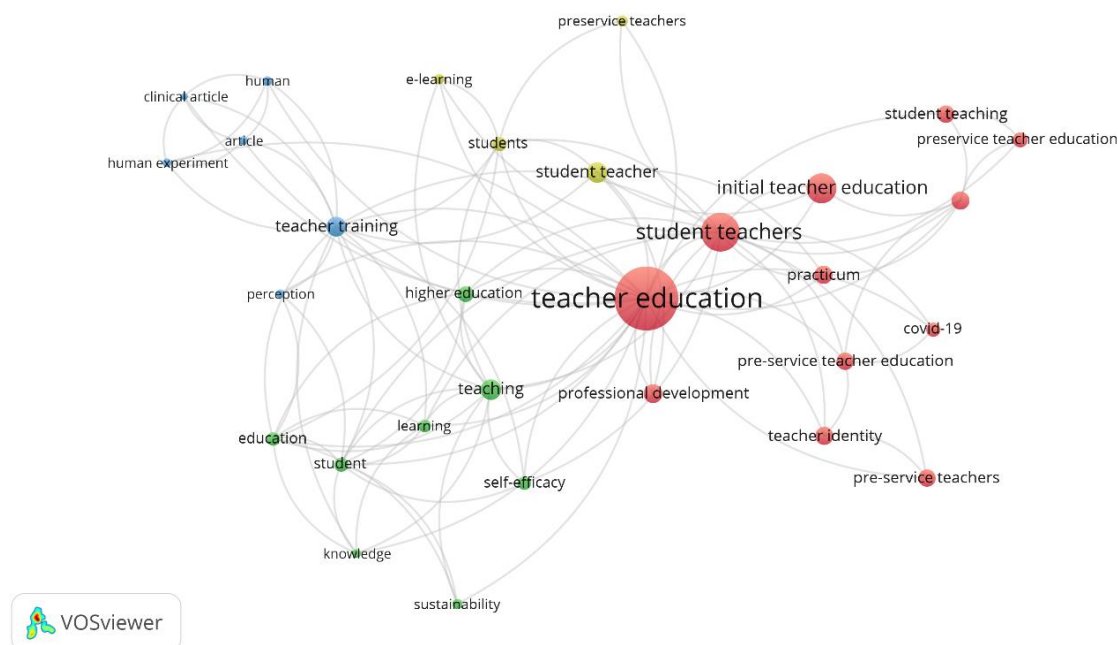 preservice teachers
e-learning
human
clinical article
article
human experiment
students
student teacher
student teaching
preservice teacher education
initial teacher education
teacher training
student teachers
practicum
perception
higher education
teacher education
covid-19
pre-service teacher education
teaching
professional development
learning
education
student
teacher identity
self-efficacy
pre-service teachers
knowledge
sustainability
VOSviewer